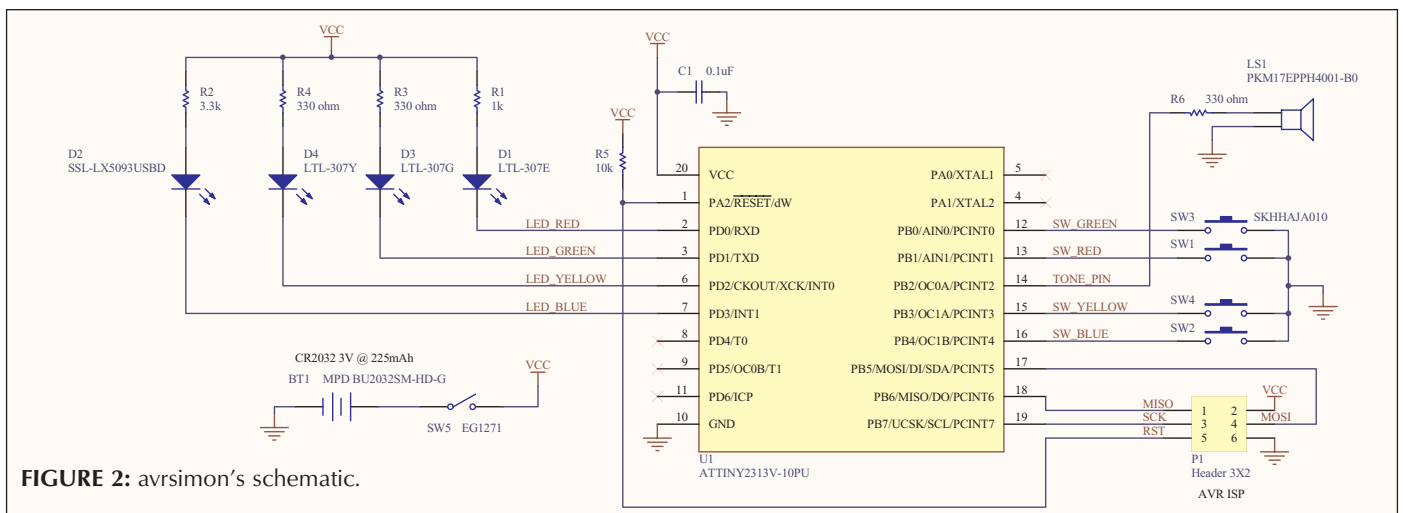 VCC
R2
3.3k
R4
330 ohm
R3
330 ohm
R1
1k
D2
SSL-LX5093USBD
D4
LTL-307Y
D3
LTL-307G
D1
LTL-307E
LED_RED
LED_GREEN
LED_YELLOW
LED_BLUE
CR2032 3V @ 225mAh
BT1 MPD BU2032SM-HD-G
SW5 EG1271
VCC
VCC
C1 0.1uF
VCC
R5
10k
20 VCC
1 PA2/RESET/dW
2 PD0/RXD
3 PD1/TXD
6 PD2/CKOUT/XCK/INT0
7 PD3/INT1
8 PD4/T0
9 PD5/OC0B/T1
11 PD6/ICP
10 GND
PA0/XTAL1 5
PA1/XTAL2 4
PB0/AIN0/PCINT0 12
PB1/AIN1/PCINT1 13
PB2/OC0A/PCINT2 14
PB3/OC1A/PCINT3 15
PB4/OC1B/PCINT4 16
PB5/MOSI/DI/SDA/PCINT5 17
PB6/MISO/DO/PCINT6 18
PB7/UCSK/SCL/PCINT7 19
U1
ATTINY2313V-10PU
SW_GREEN
SW_RED
TONE_PIN
SW_YELLOW
SW_BLUE
SW3 SKHHAJA010
SW1
SW4
SW2
R6 330 ohm
LS1
PKM17EPPH4001-B0
VCC
MISO
SCK
RST
MOSI
1 2
3 4
5 6
P1
Header 3X2
AVR ISP
FIGURE 2: avrsimon's schematic.